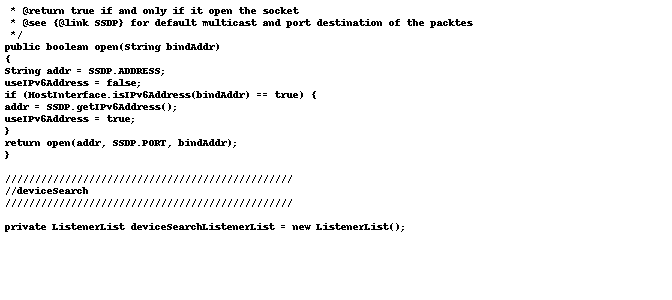 * @return true if and only if it open the socket
* @see {@link SSDP} for default multicast and port destination of the packtes
*/
public boolean open(String bindAddr)
{
String addr = SSDP.ADDRESS;
useIPv6Address = false;
if (HostInterface.isIPv6Address(bindAddr) == true) {
addr = SSDP.getIPv6Address();
useIPv6Address = true;
}
return open(addr, SSDP.PORT, bindAddr);
}
////////////////////////////////////////////////
//deviceSearch
////////////////////////////////////////////////
private ListenerList deviceSearchListenerList = new ListenerList();